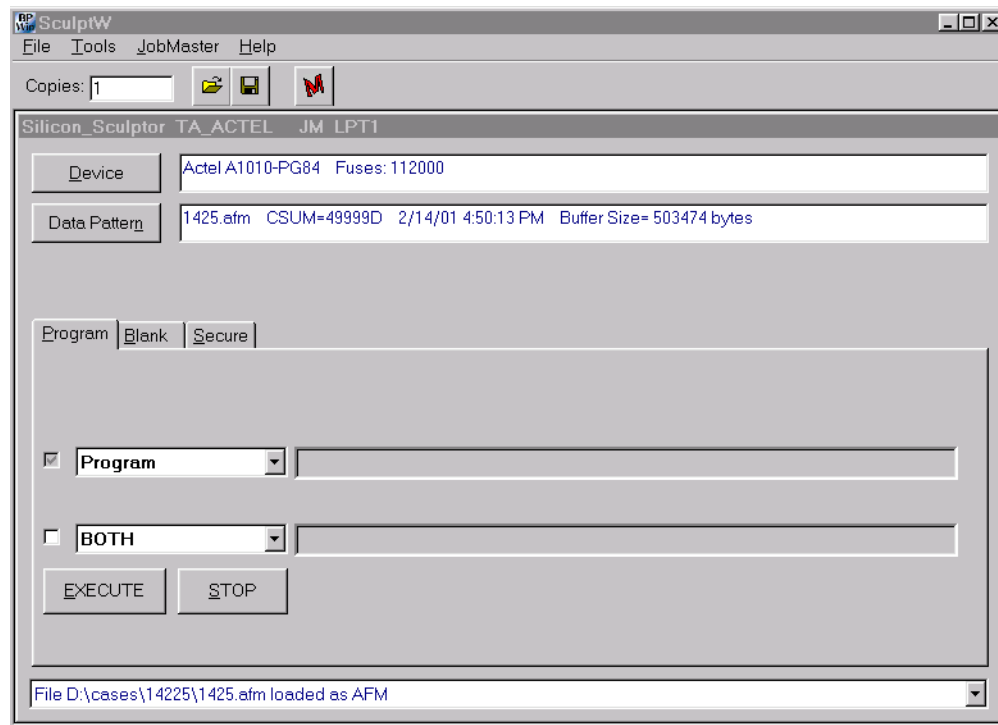 BP Win SculptW
File Tools JobMaster Help
Copies: 1
Silicon_Sculptor TA_ACTEL JM LPT1
Device Actel A1010-PG84 Fuses: 112000
Data Pattern 1425.afm CSUM=49999D 2/14/01 4:50:13 PM Buffer Size= 503474 bytes
Program Blank Secure
Program
BOTH
EXECUTE STOP
File D:\cases\14225\1425.afm loaded as AFM